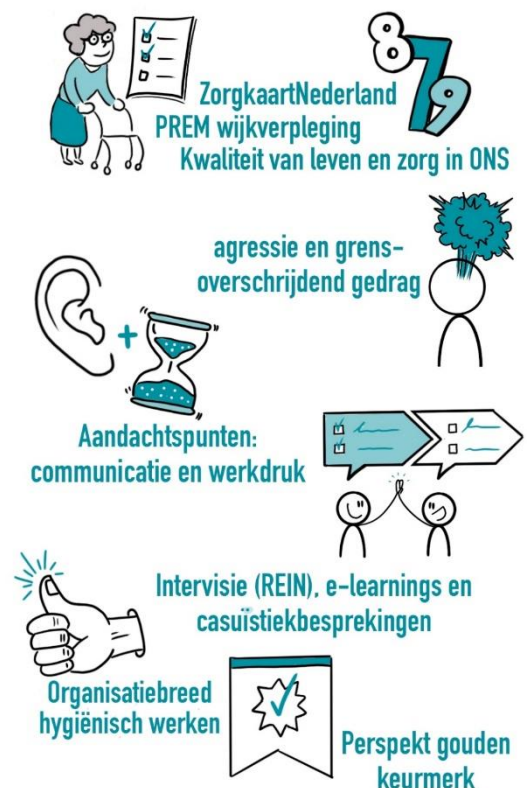 8 7 9
ZorgkaartNederland
PREM wijkverpleging
Kwaliteit van leven en zorg in ONS
agressie en grens-
overschrijdend gedrag
+
Aandachtspunten:
communicatie en werkdruk
Intervisie (REIN), e-learnings en
casuïstiekbesprekingen
Organisatiebreed
hygiënisch werken
Perspekt gouden
keurmerk